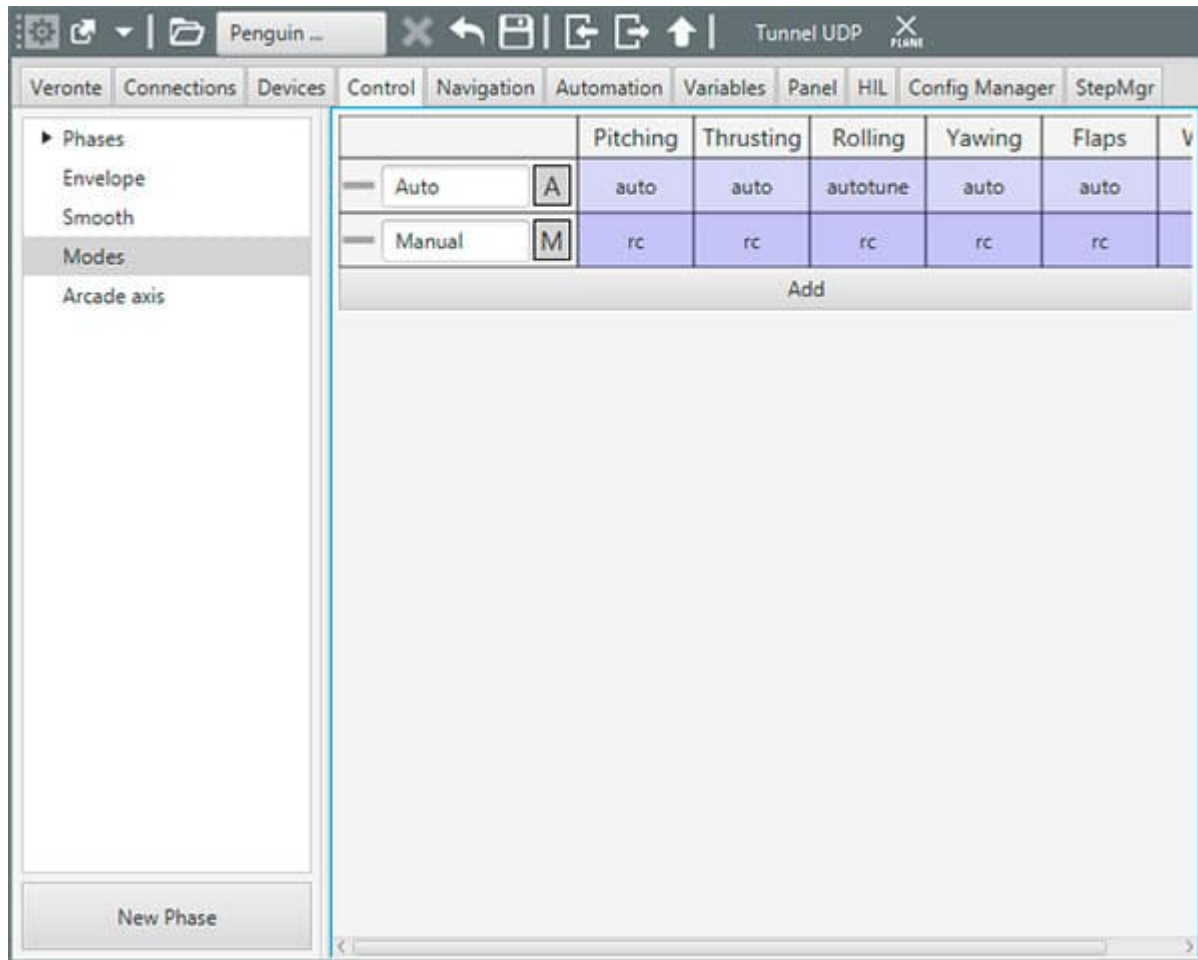 Penguin ... Tunnel UDP X PLANE
Veronte Connections Devices Control Navigation Automation Variables Panel HIL Config Manager StepMgr
Phases
Envelope
Smooth
Modes
Arcade axis
New Phase
Pitching Thrusting Rolling Yawing Flaps
Auto A auto auto autotune auto auto
Manual M rc rc rc rc rc
Add